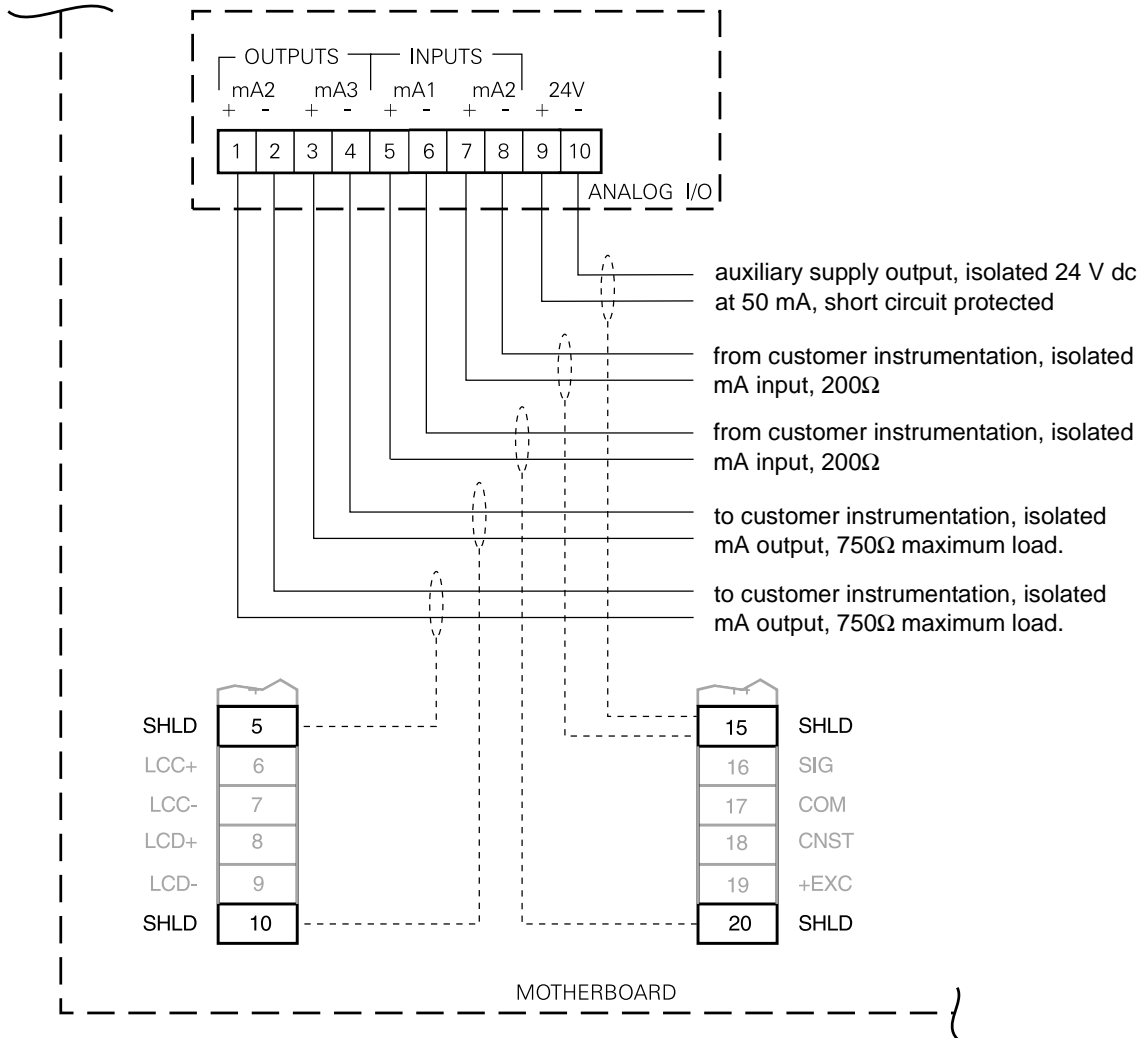 OUTPUTS INPUTS
mA2 mA3 mA1 mA2 24V
+ - + - + - + - + -
1 2 3 4 5 6 7 8 9 10
ANALOG I/O
auxiliary supply output, isolated 24 V dc
at 50 mA, short circuit protected
from customer instrumentation, isolated
mA input, 200Ω
from customer instrumentation, isolated
mA input, 200Ω
to customer instrumentation, isolated
mA output, 750Ω maximum load.
to customer instrumentation, isolated
mA output, 750Ω maximum load.
SHLD 5
LCC+ 6
LCC- 7
LCD+ 8
LCD- 9
SHLD 10
15 SHLD
16 SIG
17 COM
18 CNST
19 +EXC
20 SHLD
MOTHERBOARD